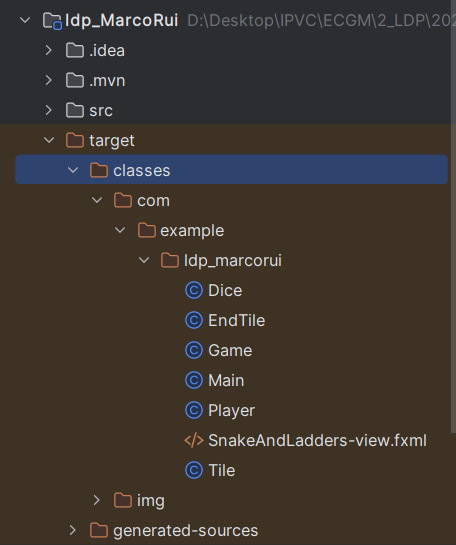 ldp_MarcoRui D:\Desktop\IPVC\ECGM\2_LDP\202
.idea
.mvn
src
target
classes
com
example
ldp_marcorui
C Dice
C EndTile
C Game
C Main
C Player
</> SnakeAndLadders-view.fxml
C Tile
img
generated-sources